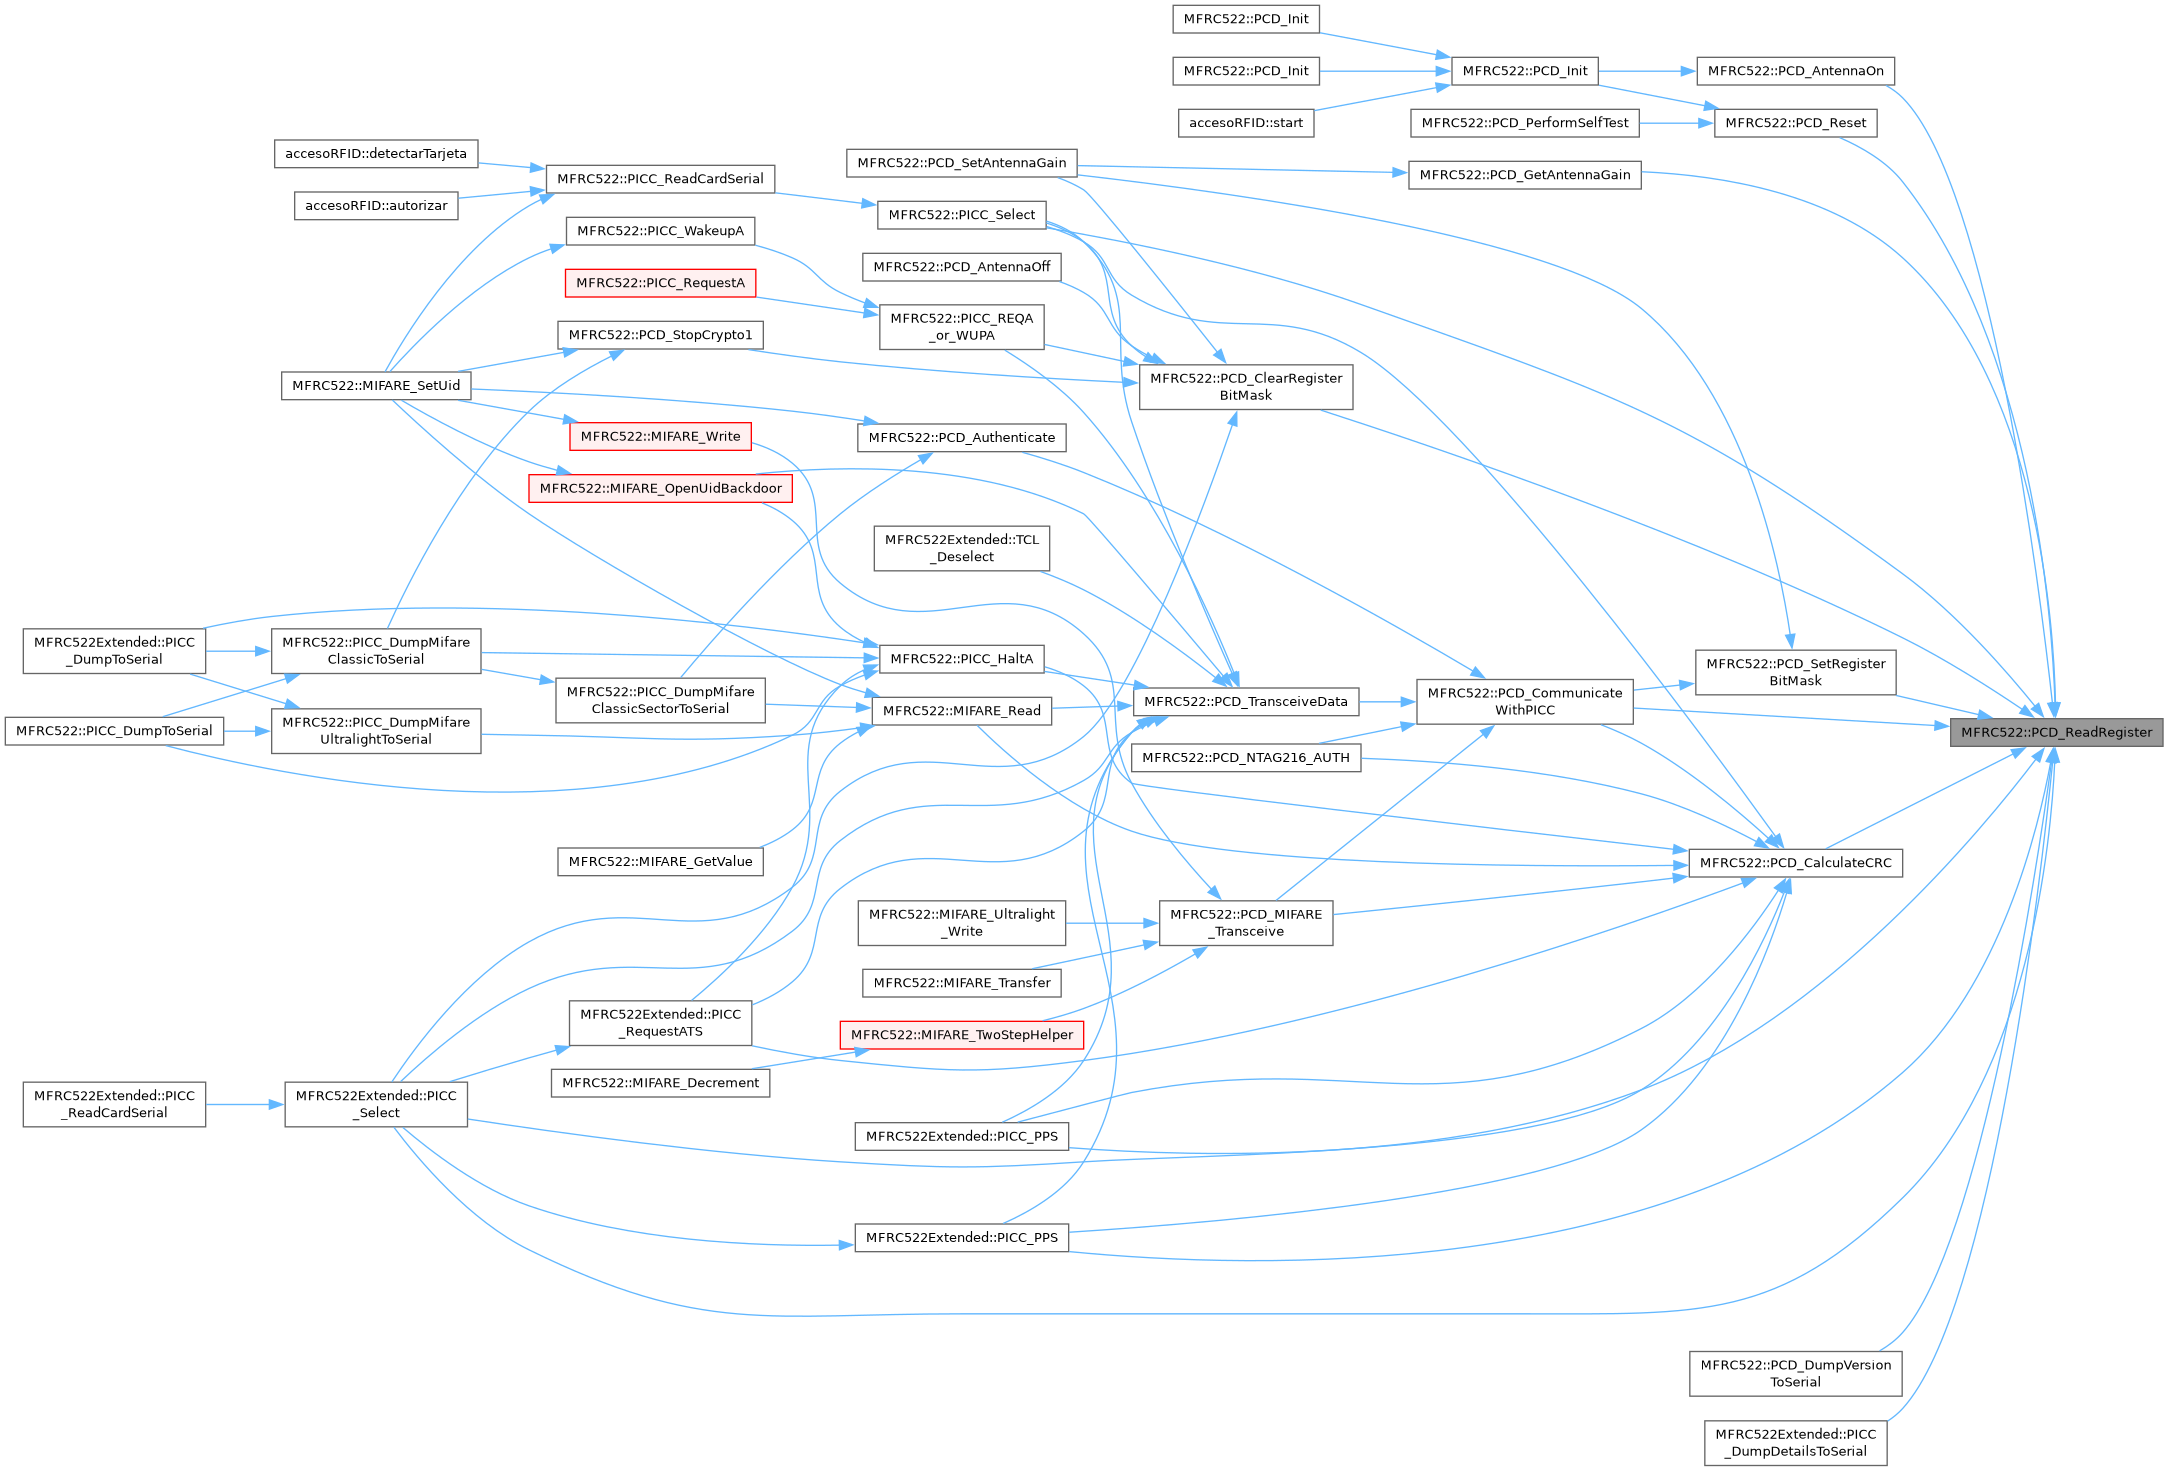 MFRC522::PCD_Init
MFRC522::PCD_Init
MFRC522::PCD_Init
MFRC522::PCD_AntennaOn
accesoRFID::start
MFRC522::PCD_PerformSelfTest
MFRC522::PCD_Reset
accesoRFID::detectarTarjeta
MFRC522::PCD_SetAntennaGain
MFRC522::PICC_ReadCardSerial
MFRC522::PCD_GetAntennaGain
accesoRFID::autorizar
MFRC522::PICC_Select
MFRC522::PICC_WakeupA
MFRC522::PCD_AntennaOff
MFRC522::PICC_RequestA
MFRC522::PICC_REQA
_or_WUPA
MFRC522::PCD_StopCrypto1
MFRC522::MIFARE_SetUid
MFRC522::PCD_ClearRegister
BitMask
MFRC522::MIFARE_Write
MFRC522::PCD_Authenticate
MFRC522::MIFARE_OpenUidBackdoor
MFRC522Extended::TCL
_Deselect
MFRC522Extended::PICC
_DumpToSerial
MFRC522::PICC_DumpMifare
ClassicToSerial
MFRC522::PICC_HaltA
MFRC522::PCD_SetRegister
BitMask
MFRC522::PICC_DumpMifare
ClassicSectorToSerial
MFRC522::PCD_TransceiveData
MFRC522::PCD_Communicate
WithPICC
MFRC522::MIFARE_Read
MFRC522::PICC_DumpToSerial
MFRC522::PICC_DumpMifare
UltralightToSerial
MFRC522::PCD_ReadRegister
MFRC522::PCD_NTAG216_AUTH
MFRC522::MIFARE_GetValue
MFRC522::PCD_CalculateCRC
MFRC522::MIFARE_Ultralight
_Write
MFRC522::PCD_MIFARE
_Transceive
MFRC522::MIFARE_Transfer
MFRC522Extended::PICC
_RequestATS
MFRC522::MIFARE_TwoStepHelper
MFRC522::MIFARE_Decrement
MFRC522Extended::PICC
_ReadCardSerial
MFRC522Extended::PICC
_Select
MFRC522Extended::PICC_PPS
MFRC522Extended::PICC_PPS
MFRC522::PCD_DumpVersion
ToSerial
MFRC522Extended::PICC
_DumpDetailsToSerial